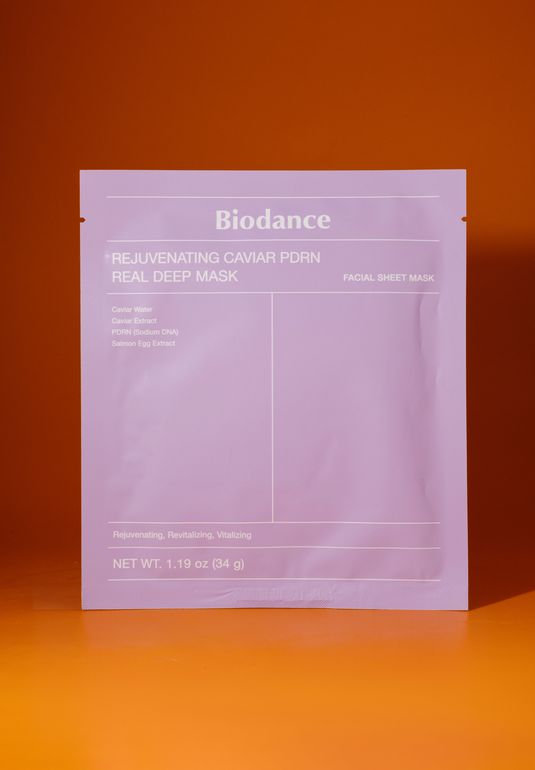 Biodance
REJUVENATING CAVIAR PDRN
REAL DEEP MASK
FACIAL SHEET MASK
Caviar Water
Caviar Extract
PDRN (Sodium DNA)
Salmon Egg Extract
Rejuvenating, Revitalizing, Vitalizing
NET WT. 1.19 oz (34 g)